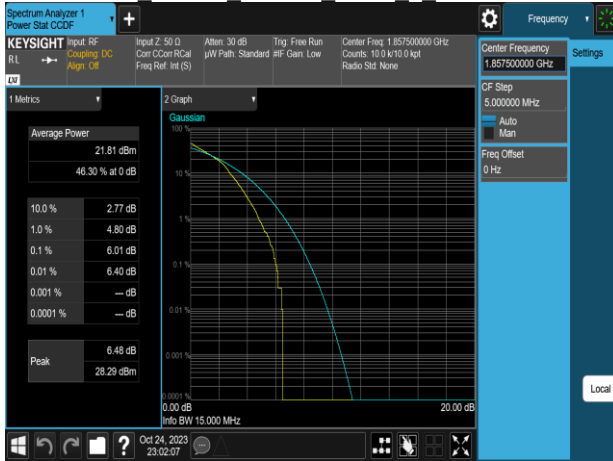 Spectrum Analyzer 1
Power Stat CCDF
Frequency
KEYSIGHT
RL
LXI
Input: RF
Coupling: DC
Align: Off
Input Z: 50 Ω
Corr CCorr RCal
Freq Ref: Int (S)
Atten: 30 dB
µW Path: Standard
Trig: Free Run
#IF Gain: Low
Center Freq: 1.857500000 GHz
Counts: 10.0 k/10.0 kpt
Radio Std: None
Center Frequency
1.857500000 GHz
Settings
CF Step
5.000000 MHz
Auto
Man
Freq Offset
0 Hz
Local
1 Metrics
Average Power
21.81 dBm
46.30 % at 0 dB
10.0 % 2.77 dB
1.0 % 4.80 dB
0.1 % 6.01 dB
0.01 % 6.40 dB
0.001 % --- dB
0.0001 % --- dB
Peak
6.48 dB
28.29 dBm
2 Graph
Gaussian
100 %
10 %
1 %
0.1 %
0.01 %
0.001 %
0.0001 %
0.00 dB
20.00 dB
Info BW 15.000 MHz
?
Oct 24, 2023
23:02:07